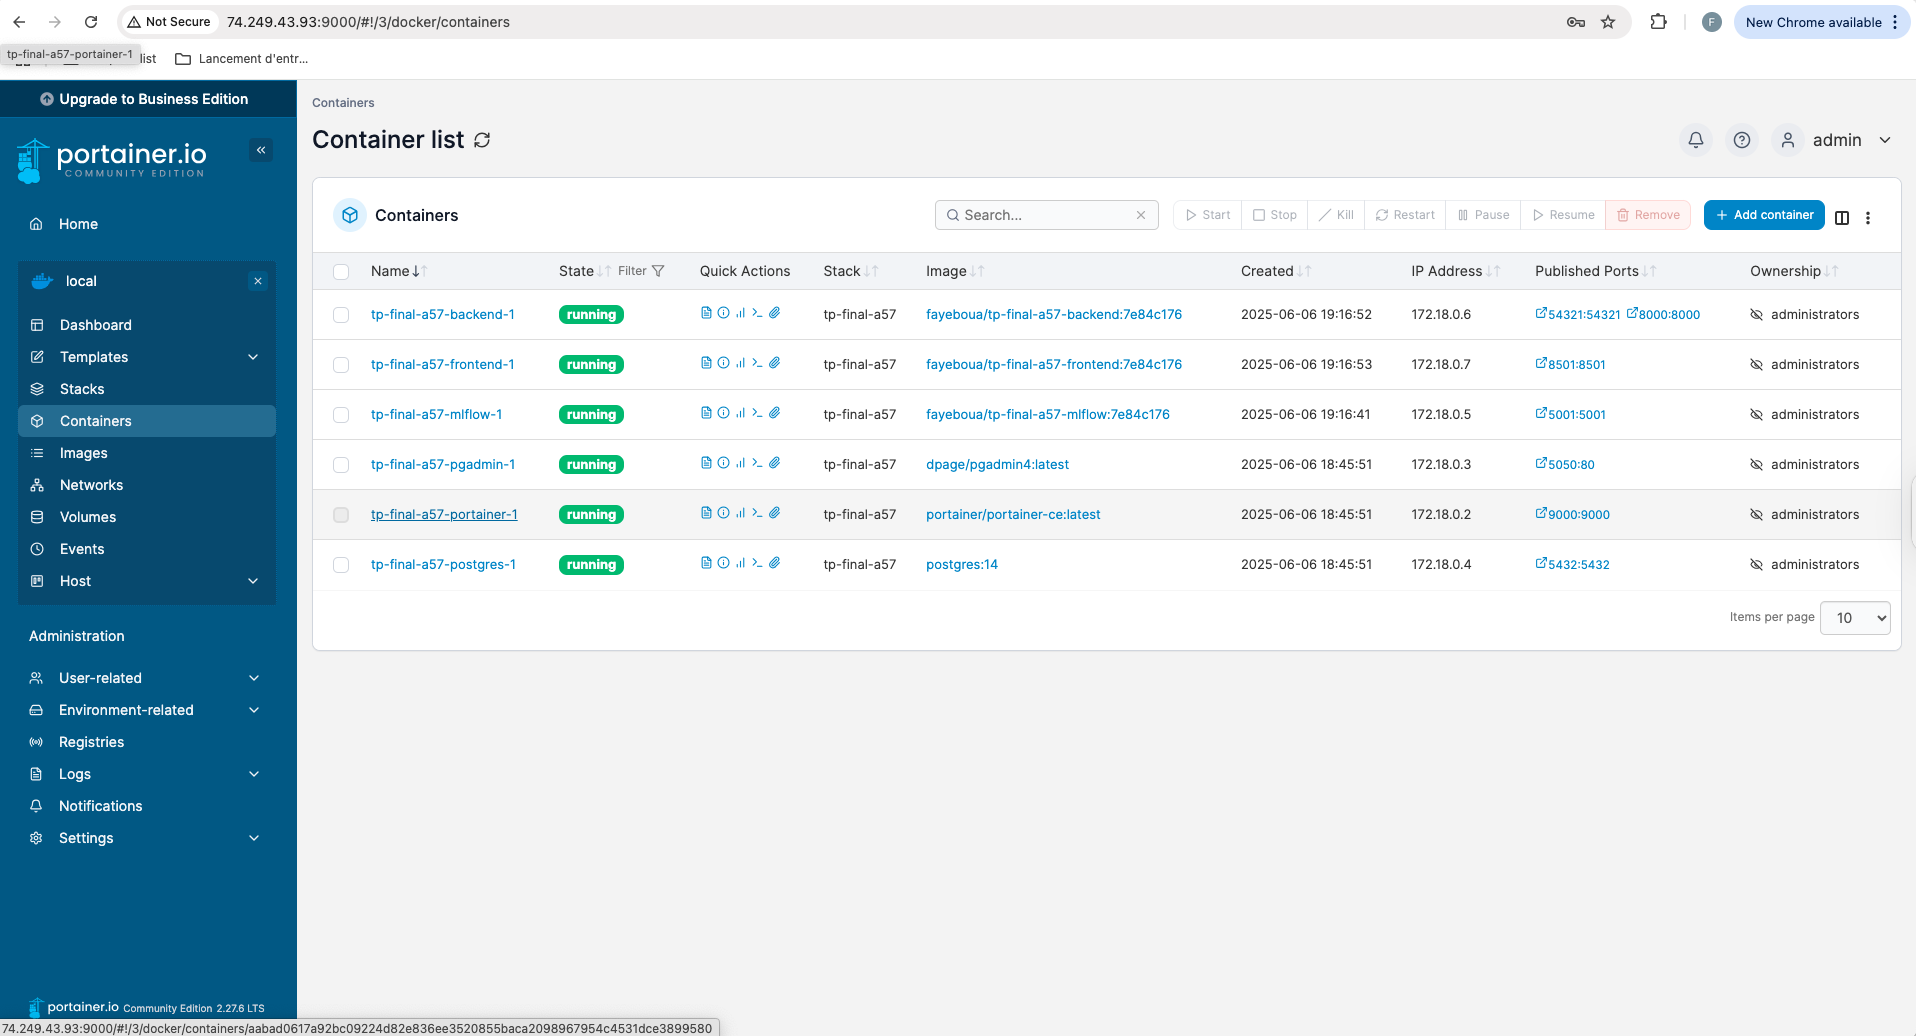 Not Secure 74.249.43.93:9000/#!/3/docker/containers F New Chrome available
tp-final-a57-portainer-1 list Lancement d'entr...
Upgrade to Business Edition
portainer.io
COMMUNITY EDITION
Home
local
Dashboard
Templates
Stacks
Containers
Images
Networks
Volumes
Events
Host
Administration
User-related
Environment-related
Registries
Logs
Notifications
Settings
portainer.io Community Edition 2.27.6 LTS
Containers
Container list
admin
Containers Search... Start Stop Kill Restart Pause Resume Remove Add container
Name State Filter Quick Actions Stack Image Created IP Address Published Ports Ownership
tp-final-a57-backend-1 running tp-final-a57 fayeboua/tp-final-a57-backend:7e84c176 2025-06-06 19:16:52 172.18.0.6 54321:54321 8000:8000 administrators
tp-final-a57-frontend-1 running tp-final-a57 fayeboua/tp-final-a57-frontend:7e84c176 2025-06-06 19:16:53 172.18.0.7 8501:8501 administrators
tp-final-a57-mlflow-1 running tp-final-a57 fayeboua/tp-final-a57-mlflow:7e84c176 2025-06-06 19:16:41 172.18.0.5 5001:5001 administrators
tp-final-a57-pgadmin-1 running tp-final-a57 dpage/pgadmin4:latest 2025-06-06 18:45:51 172.18.0.3 5050:80 administrators
tp-final-a57-portainer-1 running tp-final-a57 portainer/portainer-ce:latest 2025-06-06 18:45:51 172.18.0.2 9000:9000 administrators
tp-final-a57-postgres-1 running tp-final-a57 postgres:14 2025-06-06 18:45:51 172.18.0.4 5432:5432 administrators
Items per page 10
74.249.43.93:9000/#!/3/docker/containers/aabad0617a92bc09224d82e836ee3520855baca2098967954c4531dce3899580